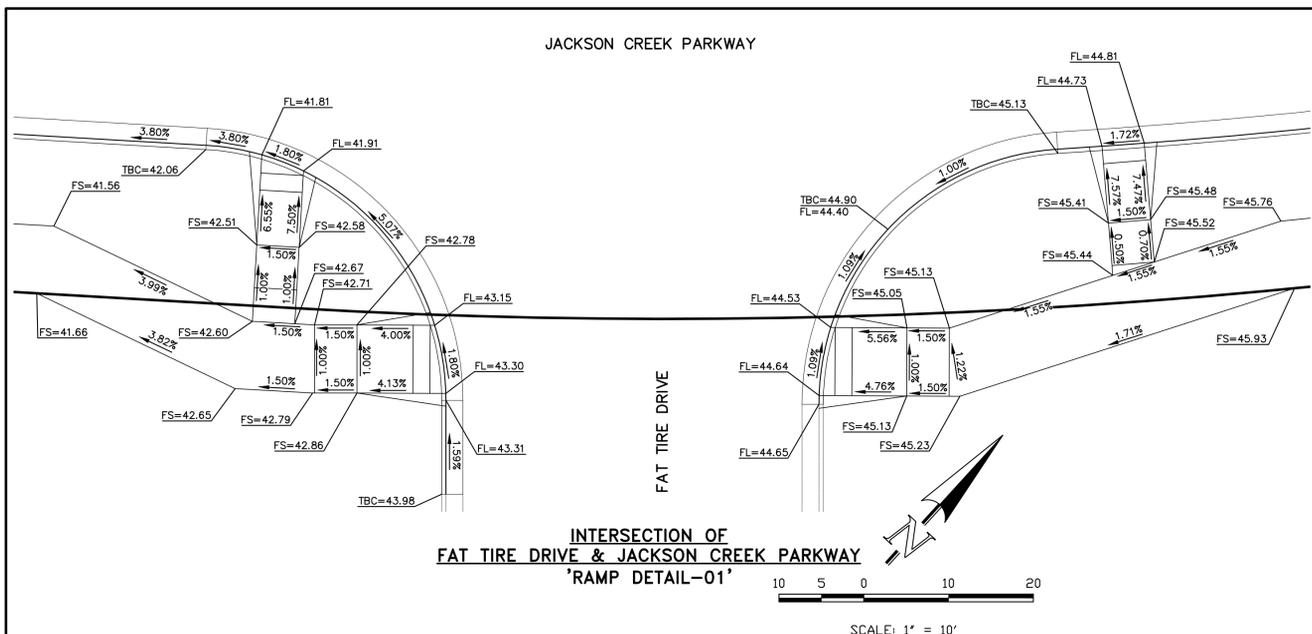 JACKSON CREEK PARKWAY
FL=41.81
FL=41.91
3.80%
3.80%
1.80%
TBC=42.06
FS=41.56
FS=42.51
6.55%
7.50%
FS=42.58
5.07%
1.50%
FS=42.78
FS=42.67
FS=42.71
1.00%
1.00%
3.99%
FL=43.15
FS=41.66
FS=42.60
1.50%
1.50%
4.00%
3.82%
1.00%
1.00%
1.80%
FL=43.30
1.50%
1.50%
4.13%
FS=42.65
FS=42.79
FS=42.86
FL=43.31
1.59%
TBC=43.98
FL=44.81
FL=44.73
TBC=45.13
1.72%
1.00%
TBC=44.90
FL=44.40
7.57%
7.47%
FS=45.41
1.50%
FS=45.48
FS=45.76
FS=45.52
0.50%
0.70%
FS=45.44
1.55%
1.55%
1.09%
FS=45.13
FS=45.05
FL=44.53
1.55%
5.56%
1.50%
1.71%
FS=45.93
1.09%
FL=44.64
1.00%
1.22%
4.76%
1.50%
FS=45.13
FS=45.23
FL=44.65
FAT TIRE DRIVE
N
INTERSECTION OF
FAT TIRE DRIVE & JACKSON CREEK PARKWAY
'RAMP DETAIL-01'
10 5 0 10 20
SCALE: 1" = 10'